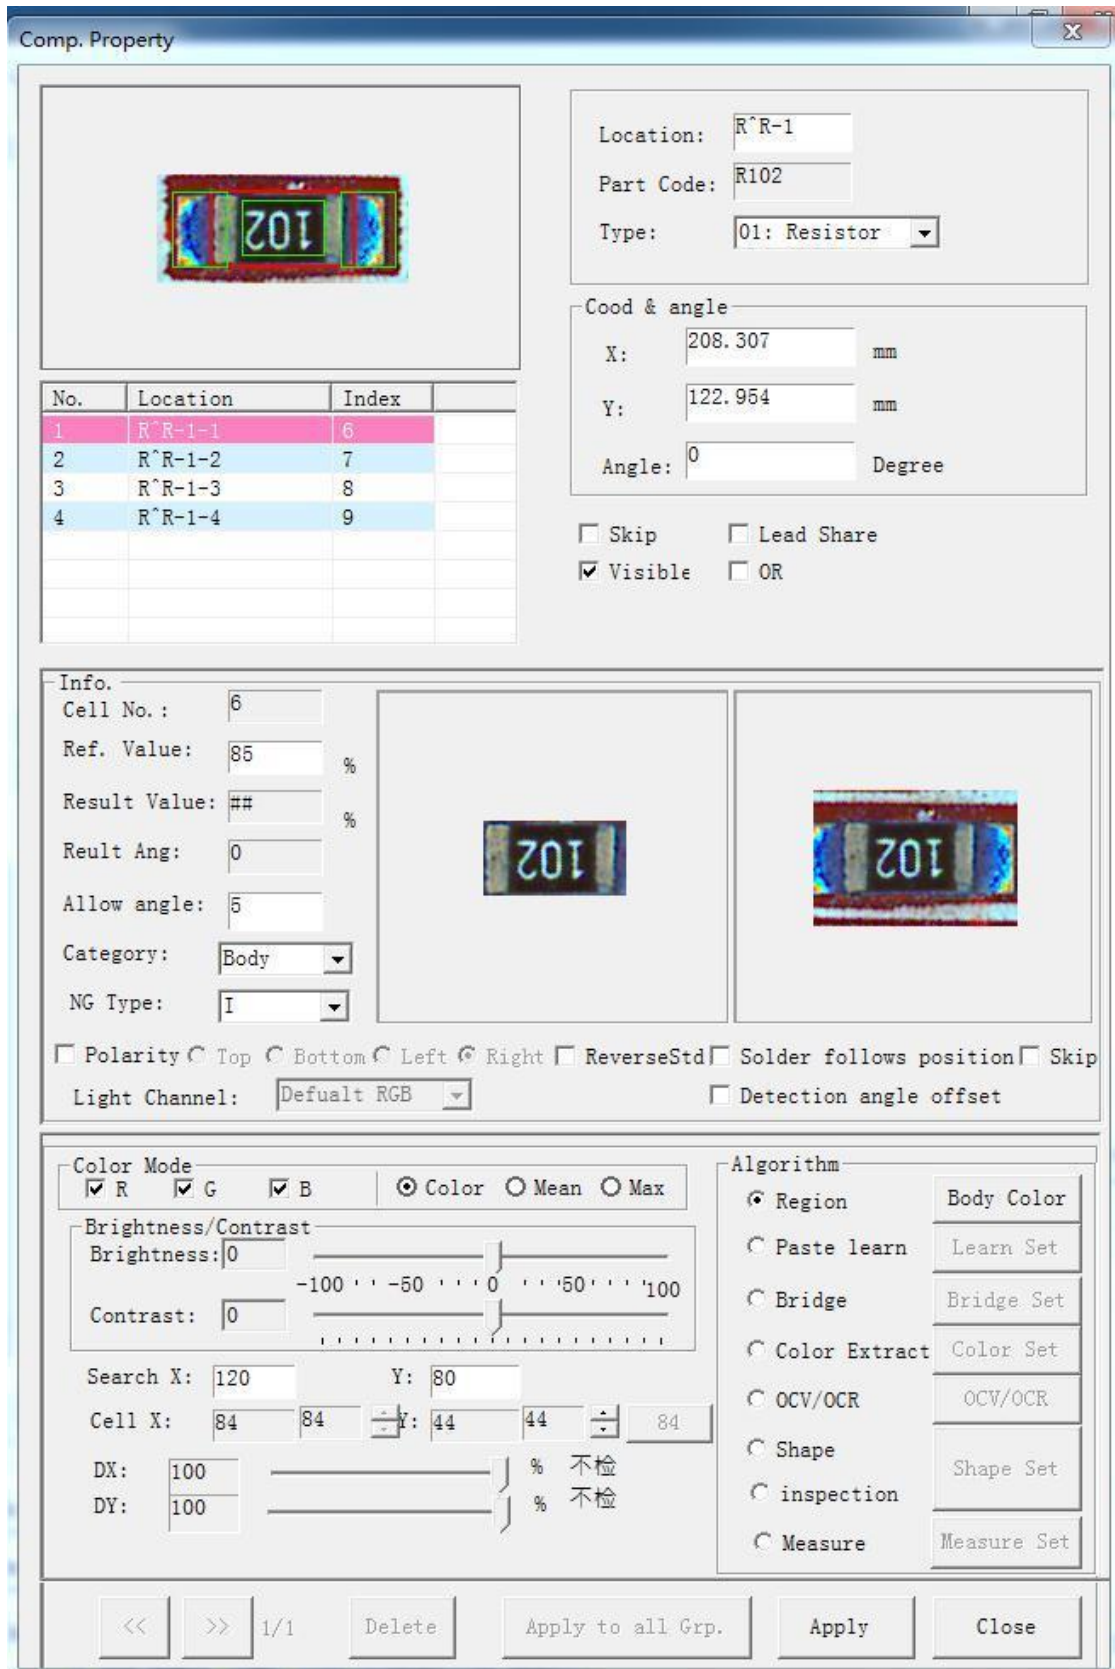 Comp. Property
102
Location: R^R-1
Part Code: R102
Type: 01: Resistor
Cood & angle
X: 208.307 mm
Y: 122.954 mm
Angle: 0 Degree
No. Location Index
1 R^R-1-1 6
2 R^R-1-2 7
3 R^R-1-3 8
4 R^R-1-4 9
Skip Lead Share
Visible OR
Info.
Cell No.: 6
Ref. Value: 85 %
Result Value: ## %
Reult Ang: 0
Allow angle: 5
Category: Body
NG Type: I
102
102
Polarity Top Bottom Left Right ReverseStd Solder follows position Skip
Light Channel: Defualt RGB Detection angle offset
Color Mode
R G B Color Mean Max
Brightness/Contrast
Brightness: 0
-100 -50 0 50 100
Contrast: 0
Search X: 120 Y: 80
Cell X: 84 84 Y: 44 44 84
DX: 100 % 不检
DY: 100 % 不检
Algorithm
Region Body Color
Paste learn Learn Set
Bridge Bridge Set
Color Extract Color Set
OCV/OCR OCV/OCR
Shape Shape Set
inspection
Measure Measure Set
<< >> 1/1 Delete Apply to all Grp. Apply Close